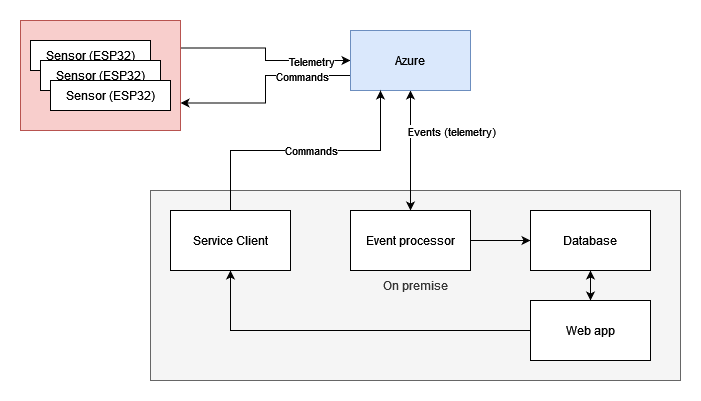 Sensor (ESP32)
Sensor (ESP32)
Sensor (ESP32)
Telemetry
Commands
Azure
Events (telemetry)
Commands
Service Client
Event processor
Database
On premise
Web app